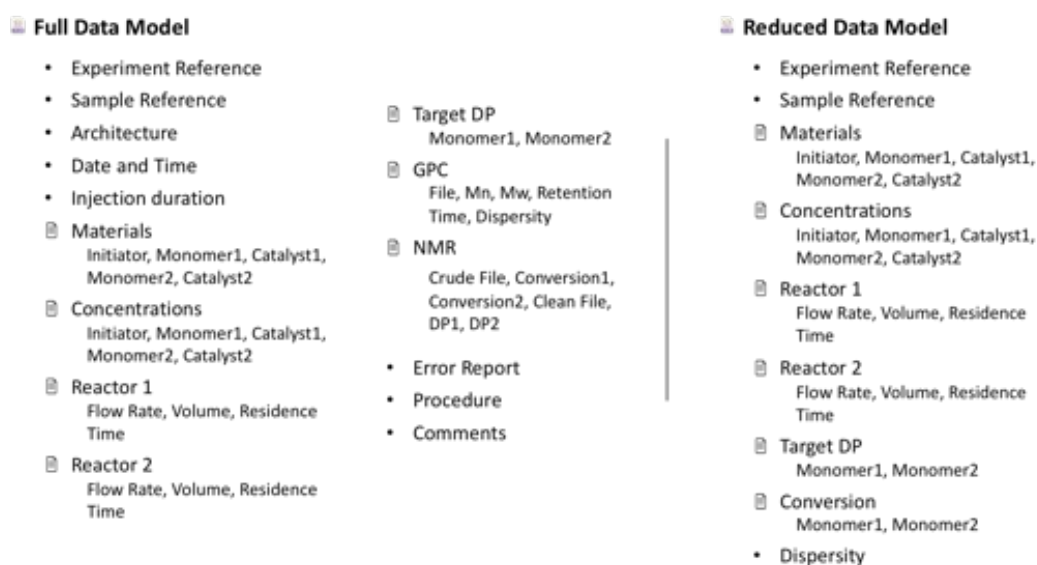 Full Data Model
• Experiment Reference
• Sample Reference
• Architecture
• Date and Time
• Injection duration
Materials
Initiator, Monomer1, Catalyst1,
Monomer2, Catalyst2
Concentrations
Initiator, Monomer1, Catalyst1,
Monomer2, Catalyst2
Reactor 1
Flow Rate, Volume, Residence
Time
Reactor 2
Flow Rate, Volume, Residence
Time
Target DP
Monomer1, Monomer2
GPC
File, Mn, Mw, Retention
Time, Dispersity
NMR
Crude File, Conversion1,
Conversion2, Clean File,
DP1, DP2
• Error Report
• Procedure
• Comments
Reduced Data Model
• Experiment Reference
• Sample Reference
Materials
Initiator, Monomer1, Catalyst1,
Monomer2, Catalyst2
Concentrations
Initiator, Monomer1, Catalyst1,
Monomer2, Catalyst2
Reactor 1
Flow Rate, Volume, Residence
Time
Reactor 2
Flow Rate, Volume, Residence
Time
Target DP
Monomer1, Monomer2
Conversion
Monomer1, Monomer2
• Dispersity